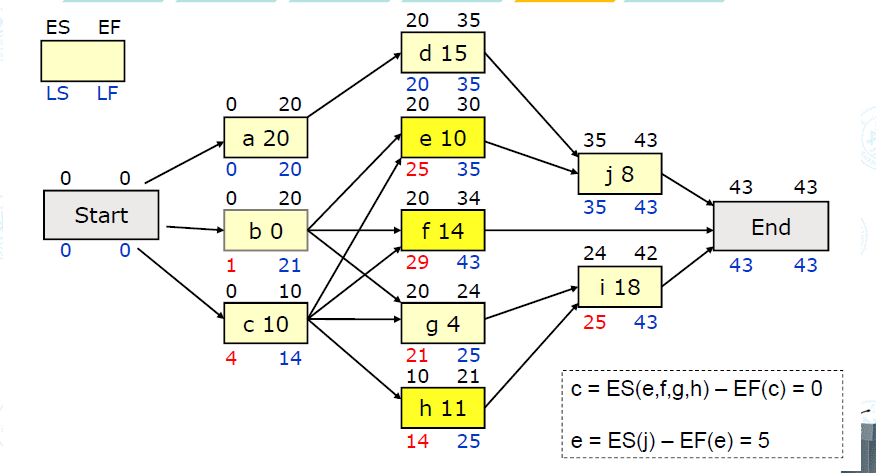 ES EF
LS LF
0 0
Start
0 0
0 20
a 20
0 20
0 20
b 0
1 21
0 10
c 10
4 14
20 35
d 15
20 35
20 30
e 10
25 35
20 34
f 14
29 43
20 24
g 4
21 25
10 21
h 11
14 25
35 43
j 8
35 43
24 42
i 18
25 43
43 43
End
43 43
c = ES(e,f,g,h) – EF(c) = 0
e = ES(j) – EF(e) = 5